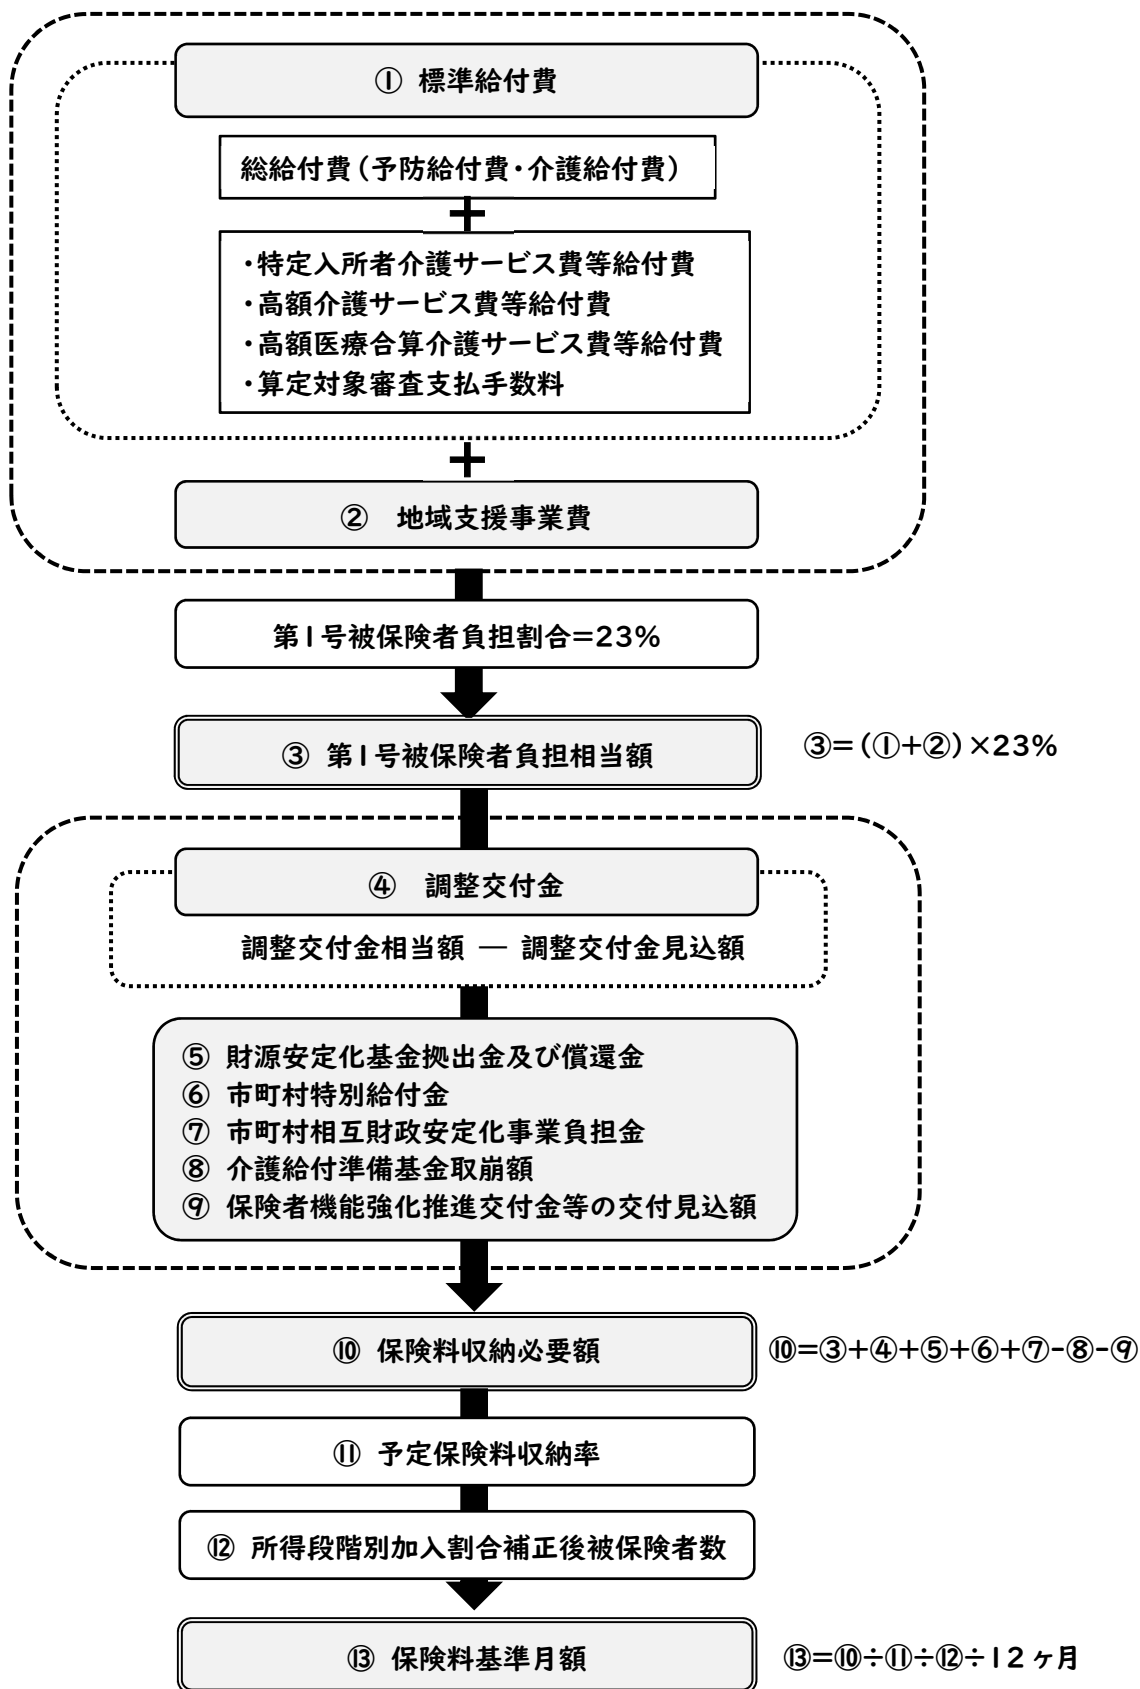 ① 標準給付費
総給付費（予防給付費・介護給付費）
＋
・特定入所者介護サービス費等給付費
・高額介護サービス費等給付費
・高額医療合算介護サービス費等給付費
・算定対象審査支払手数料
＋
② 地域支援事業費
第1号被保険者負担割合=23%
③ 第1号被保険者負担相当額
③=(①+②)×23%
④ 調整交付金
調整交付金相当額 ― 調整交付金見込額
⑤ 財源安定化基金拠出金及び償還金
⑥ 市町村特別給付金
⑦ 市町村相互財政安定化事業負担金
⑧ 介護給付準備基金取崩額
⑨ 保険者機能強化推進交付金等の交付見込額
⑩ 保険料収納必要額
⑩=③+④+⑤+⑥+⑦-⑧-⑨
⑪ 予定保険料収納率
⑫ 所得段階別加入割合補正後被保険者数
⑬ 保険料基準月額
⑬=⑩÷⑪÷⑫÷12ヶ月